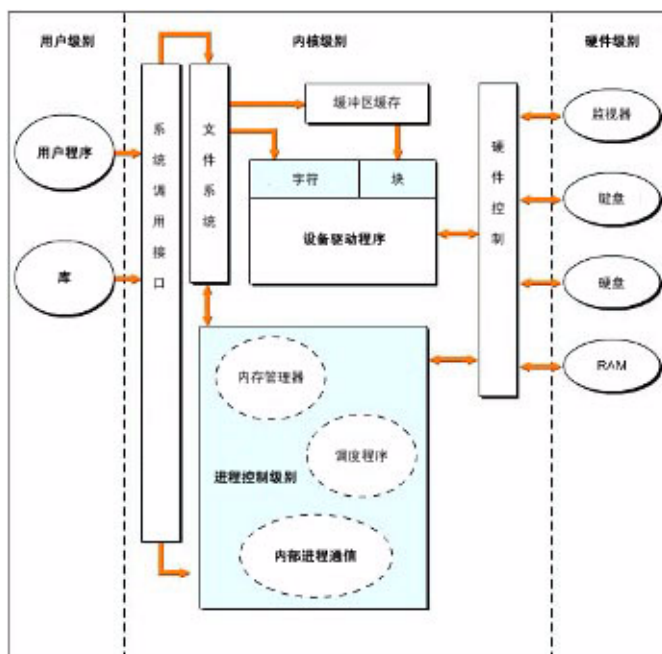 用户级别
内核级别
硬件级别
用户程序
库
系统调用接口
文件系统
缓冲区缓存
字符
块
设备驱动程序
硬件控制
监视器
键盘
硬盘
RAM
内存管理器
调度程序
进程控制级别
内部进程通信